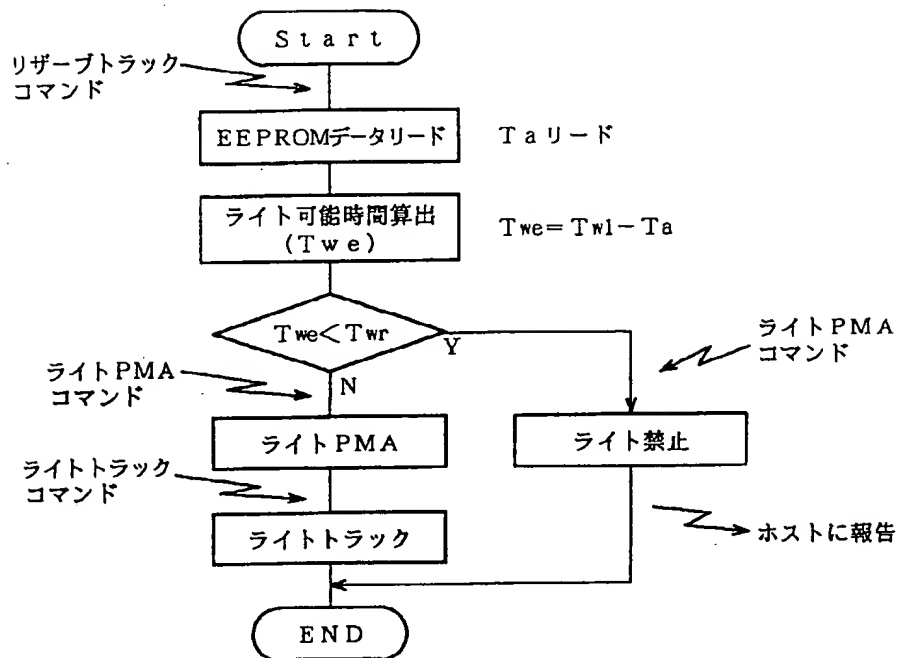 Start
リザーブトラック
コマンド
EEPROMデータリード
Taリード
ライト可能時間算出
(Twe)
Twe=Twl-Ta
Twe<Twr
Y
N
ライトPMA
コマンド
ライトPMA
コマンド
ライトPMA
ライト禁止
ライトトラック
コマンド
ライトトラック
ホストに報告
END